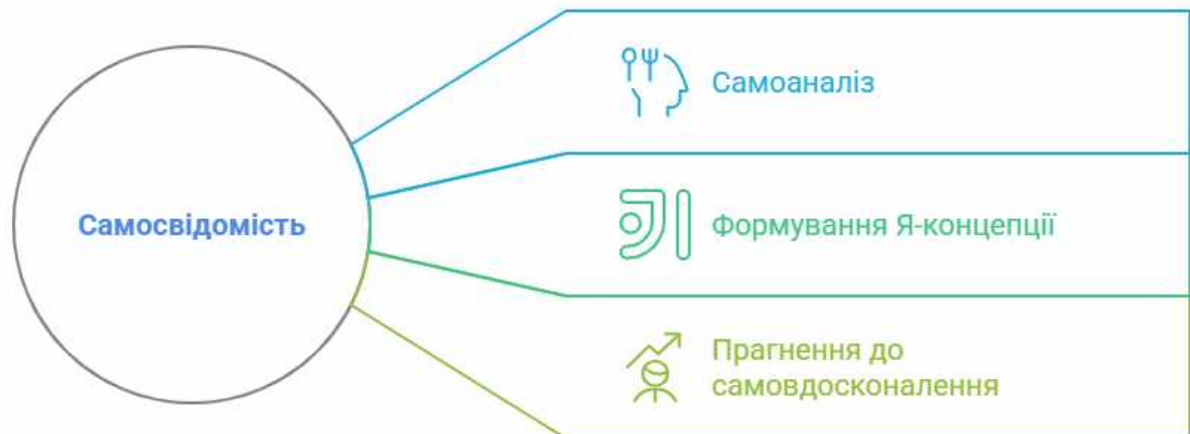 Самосвідомість
Самоаналіз
Формування Я-концепції
Прагнення до
самовдосконалення